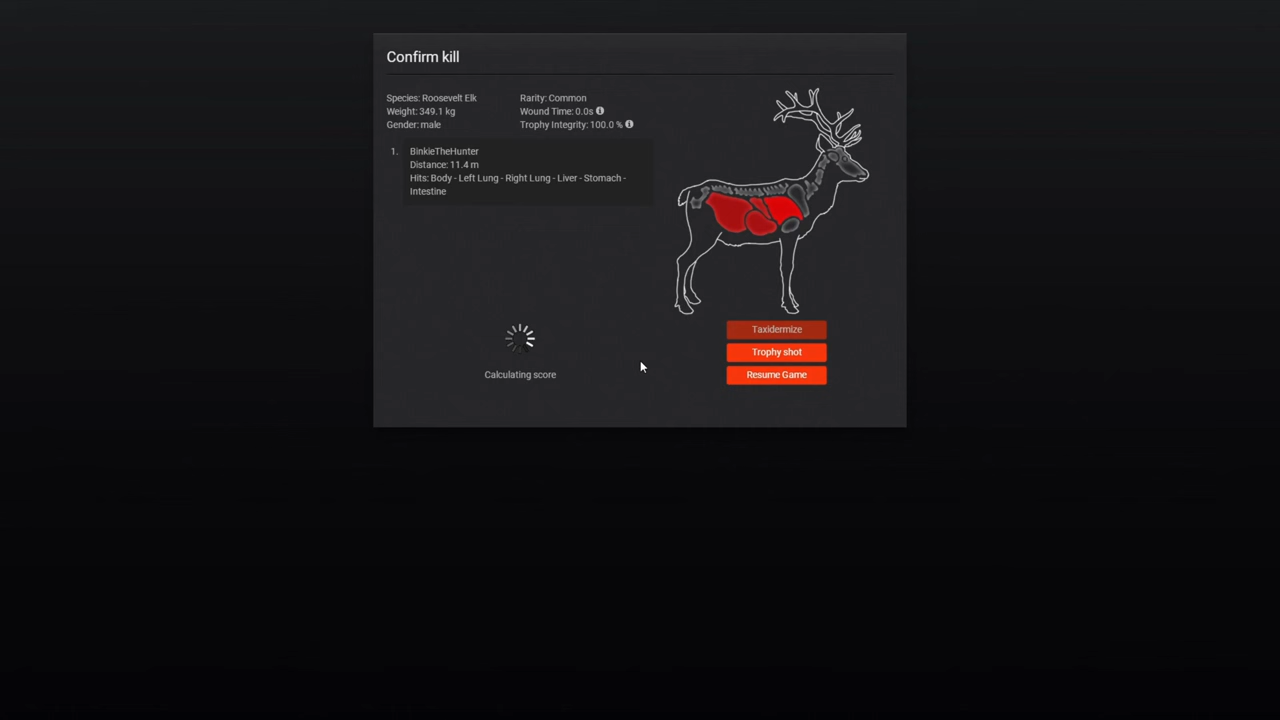 Confirm kill
Species: Roosevelt Elk
Weight: 349.1 kg
Gender: male
Rarity: Common
Wound Time: 0.0s
Trophy Integrity: 100.0 %
1. BinkieTheHunter
Distance: 11.4 m
Hits: Body - Left Lung - Right Lung - Liver - Stomach -
Intestine
Calculating score
Taxidermize
Trophy shot
Resume Game